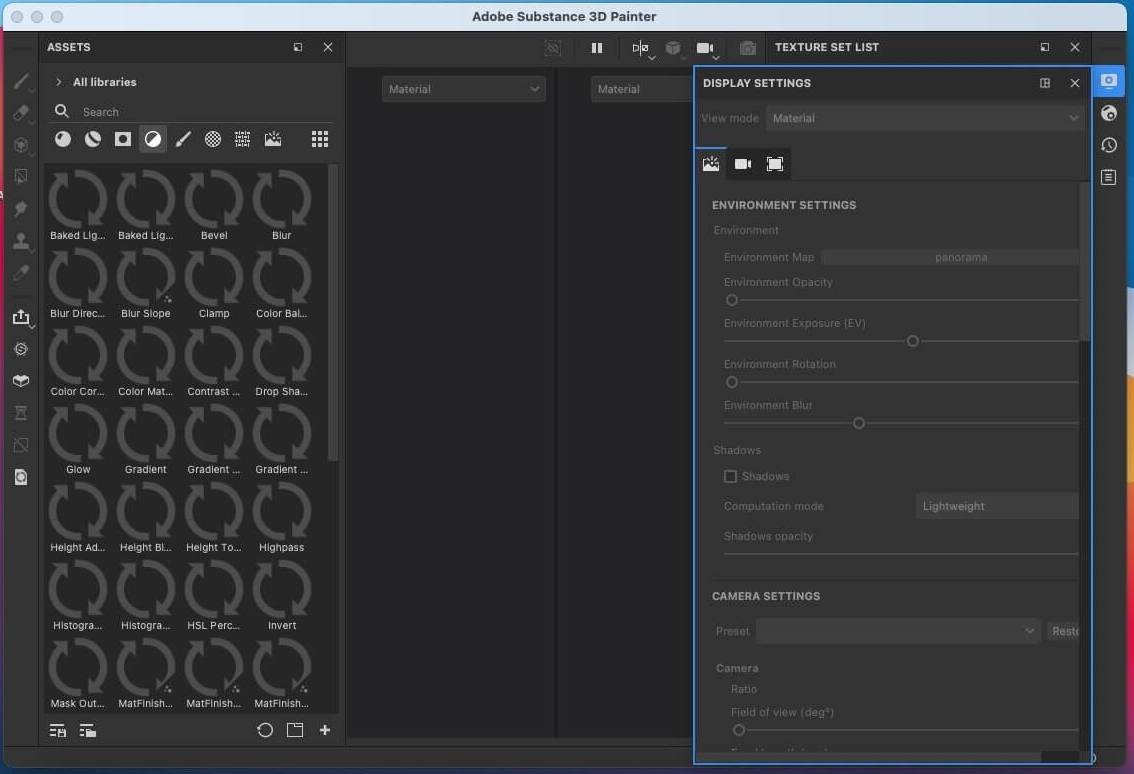 Adobe Substance 3D Painter
ASSETS
All libraries
Search
Baked Lig... Baked Lig... Bevel Blur
Blur Direc... Blur Slope Clamp Color Bal...
Color Cor... Color Mat... Contrast ... Drop Sha...
Glow Gradient Gradient ... Gradient ...
Height Ad... Height Bl... Height To... Highpass
Histogra... Histogra... HSL Perc... Invert
Mask Out... MatFinish... MatFinish... MatFinish...
Material
Material
TEXTURE SET LIST
DISPLAY SETTINGS
View mode Material
ENVIRONMENT SETTINGS
Environment
Environment Map panorama
Environment Opacity
Environment Exposure (EV)
Environment Rotation
Environment Blur
Shadows
Shadows
Computation mode Lightweight
Shadows opacity
CAMERA SETTINGS
Preset Resto
Camera
Ratio
Field of view (deg°)